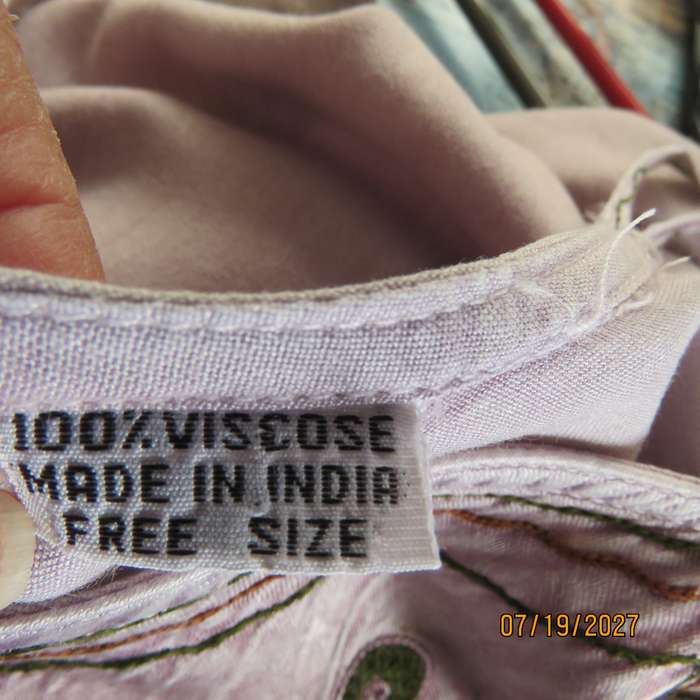 100% VISCOSE
MADE IN INDIA
FREE SIZE
07/19/2027